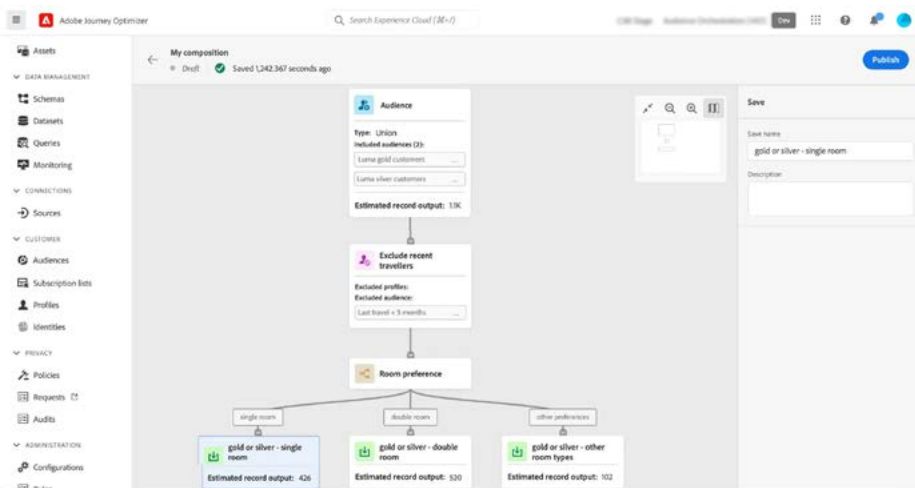 Adobe Journey Optimizer
Search Experience Cloud (⌘+/)
Dev
Assets
DATA MANAGEMENT
Schemas
Datasets
Queries
Monitoring
CONNECTIONS
Sources
CUSTOMER
Audiences
Subscription lists
Profiles
Identities
PRIVACY
Policies
Requests
Audits
ADMINISTRATION
Configurations
My composition
Draft
Saved 1,242.367 seconds ago
Publish
Audience
Type: Union
Included audiences (2):
Luma gold customers ...
Luma silver customers ...
Estimated record output: 1.1K
Exclude recent
travellers
Excluded profiles:
Excluded audience:
Last travel < 3 months ...
Room preference
single room
double room
other preferences
gold or silver - single
room
Estimated record output: 426
gold or silver - double
room
Estimated record output: 520
gold or silver - other
room types
Estimated record output: 102
Save
Save name
gold or silver - single room
Description